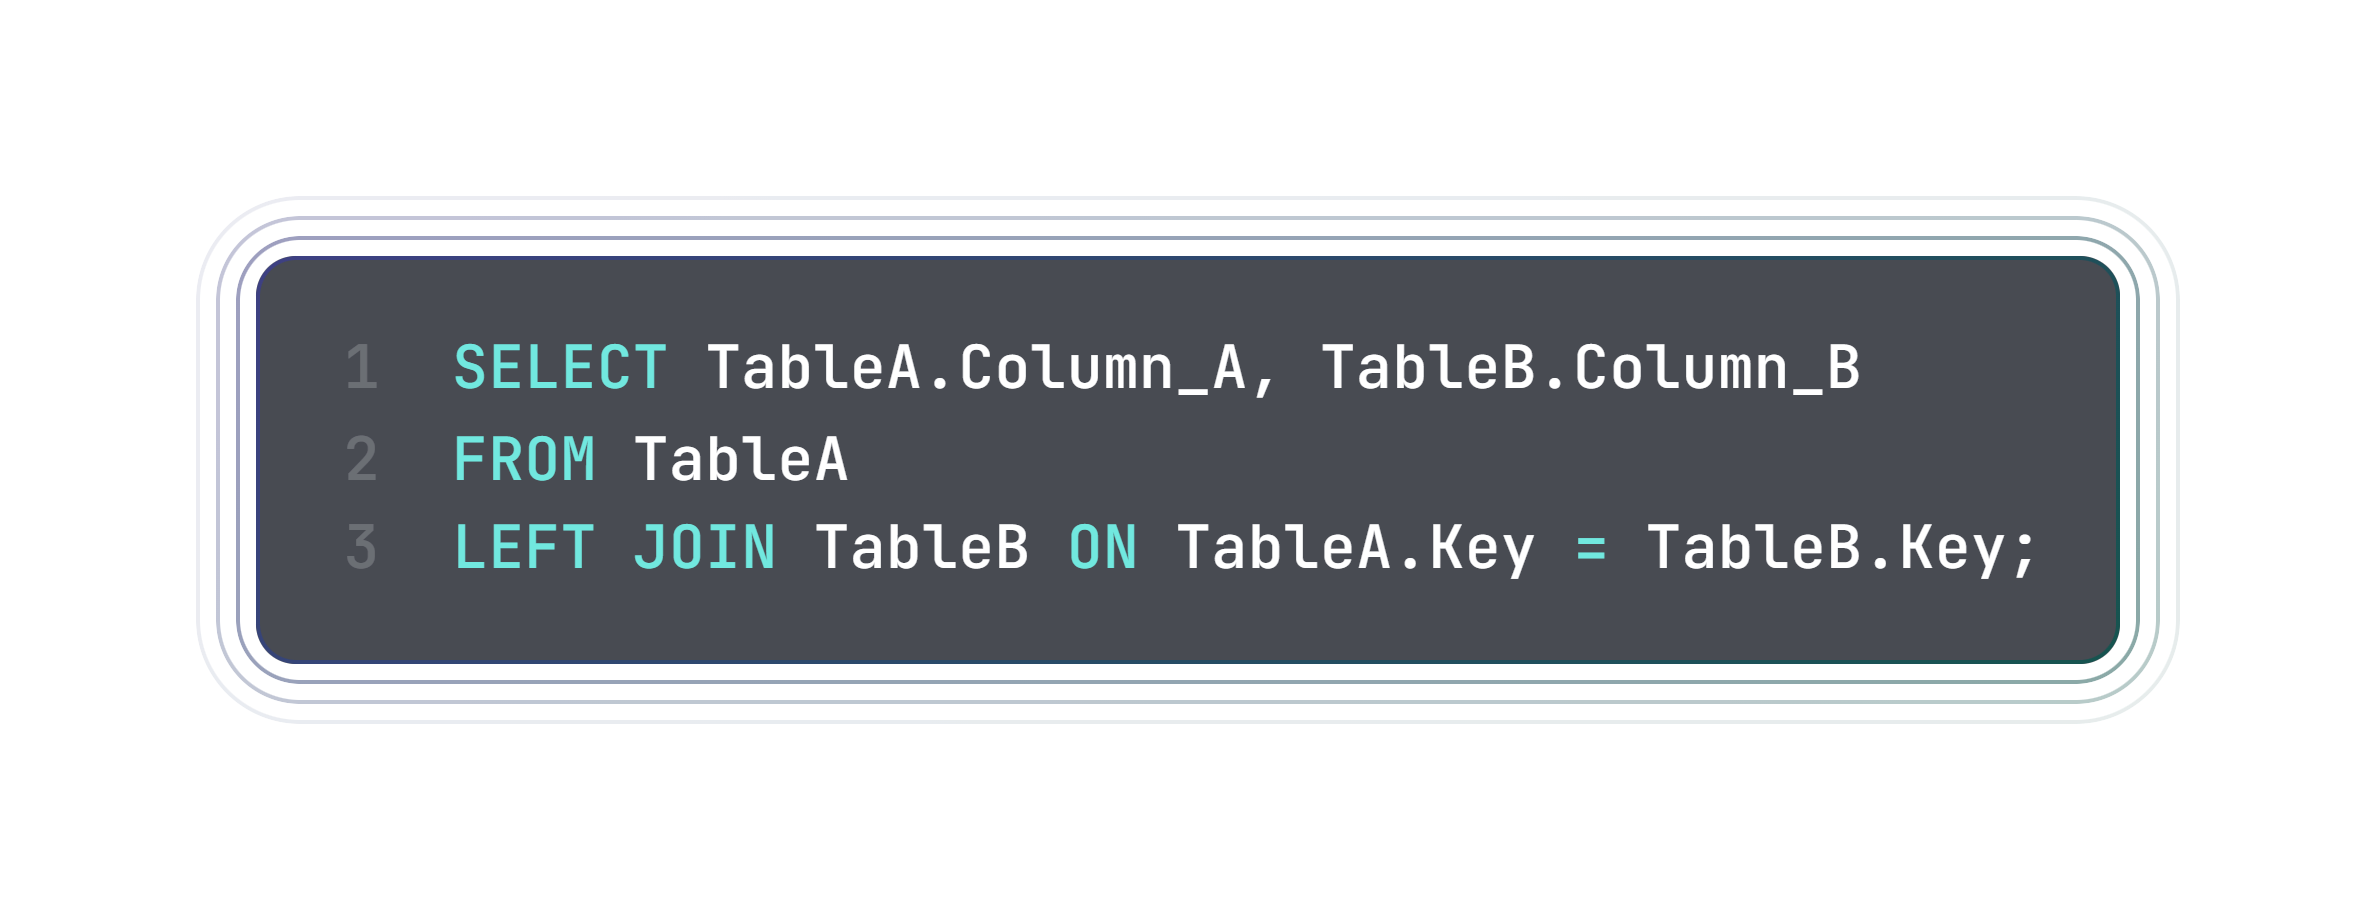 1 SELECT TableA.Column_A, TableB.Column_B
2 FROM TableA
3 LEFT JOIN TableB ON TableA.Key = TableB.Key;